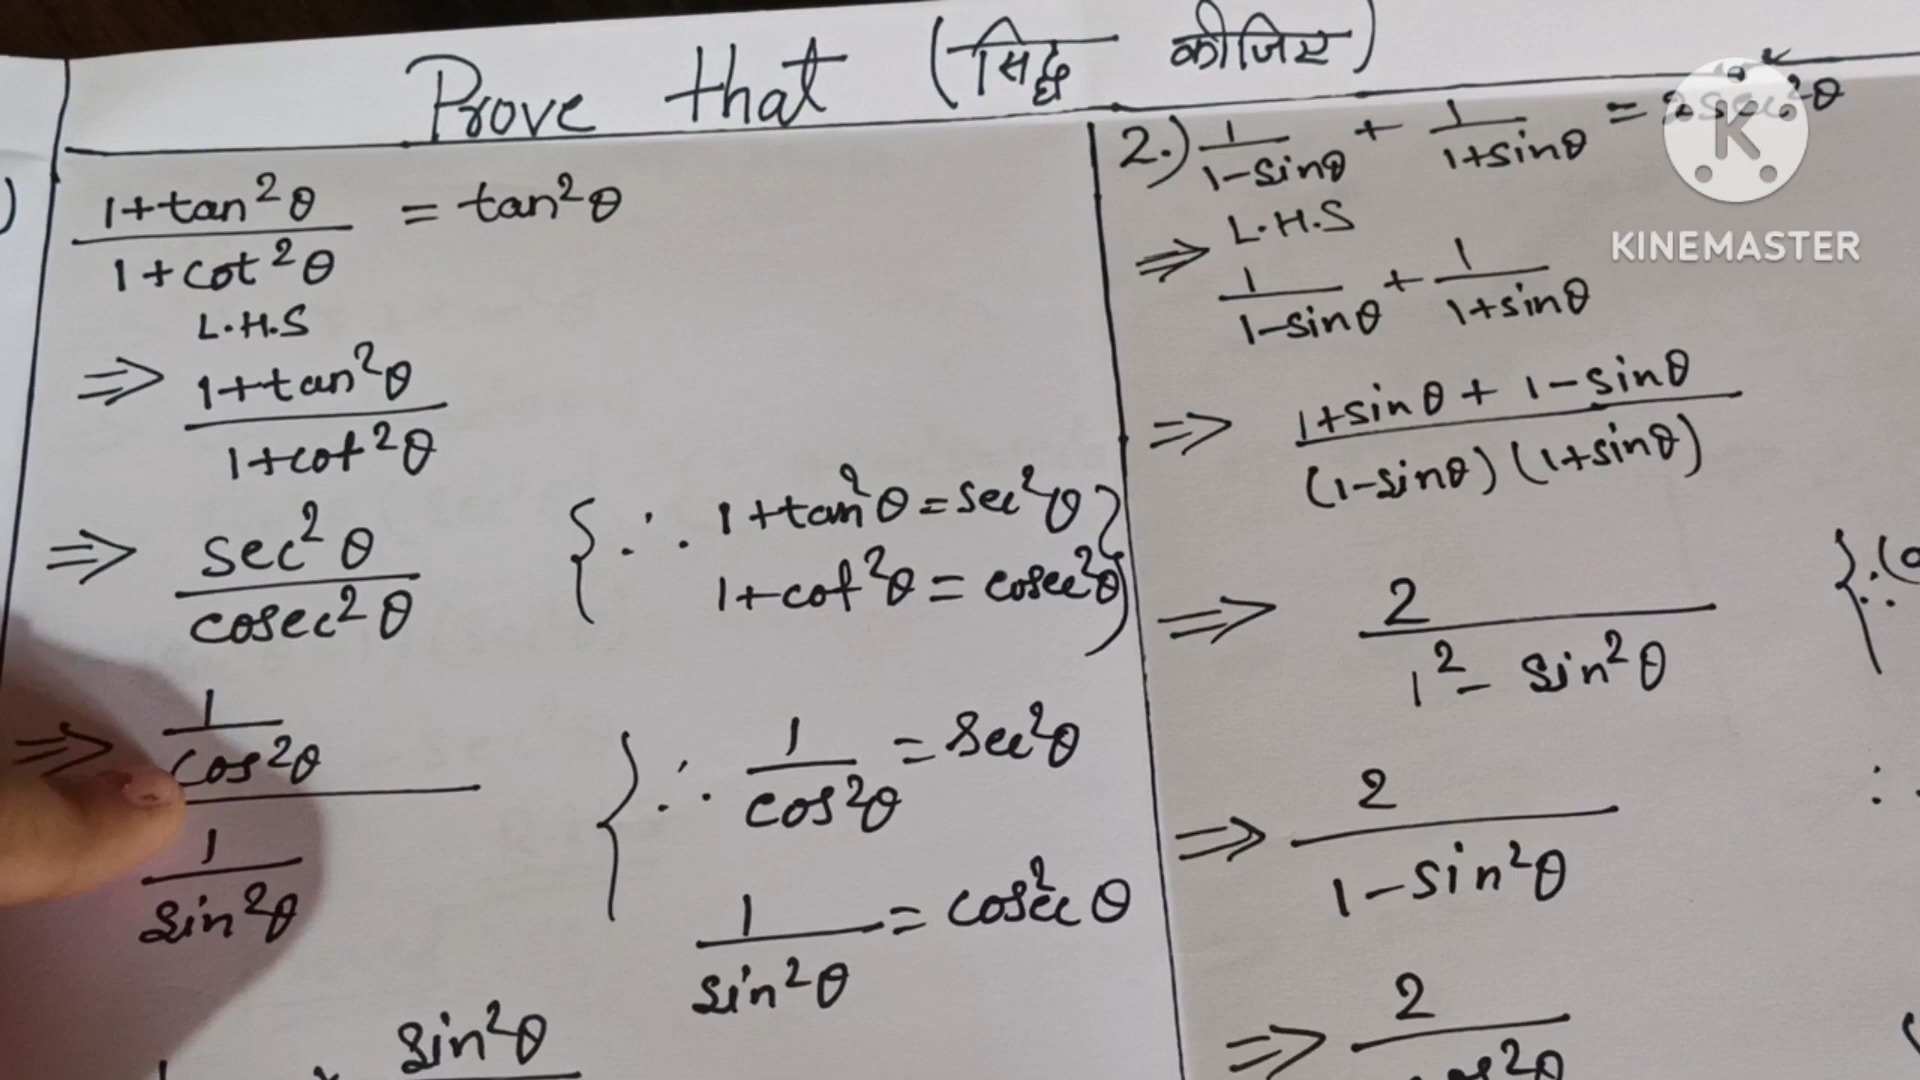 Prove that (सिद्ध कीजिए)
)
1+tan²θ / 1+cot²θ = tan²θ
L.H.S
⇒ 1+tan²θ / 1+cot²θ
⇒ sec²θ / cosec²θ { ∵ 1+tan²θ = sec²θ
1+cot²θ = cosec²θ }
⇒ 1/cos²θ / 1/sin²θ { ∵ 1/cos²θ = sec²θ
1/sin²θ = cosec²θ
sin²θ
2.) 1/1-sinθ + 1/1+sinθ = 2sec²θ
L.H.S
⇒ 1/1-sinθ + 1/1+sinθ
⇒ 1+sinθ + 1-sinθ / (1-sinθ)(1+sinθ)
⇒ 2 / 1²- sin²θ { ∵ (
⇒ 2 / 1-sin²θ
⇒ 2 / cos²θ
KINEMASTER